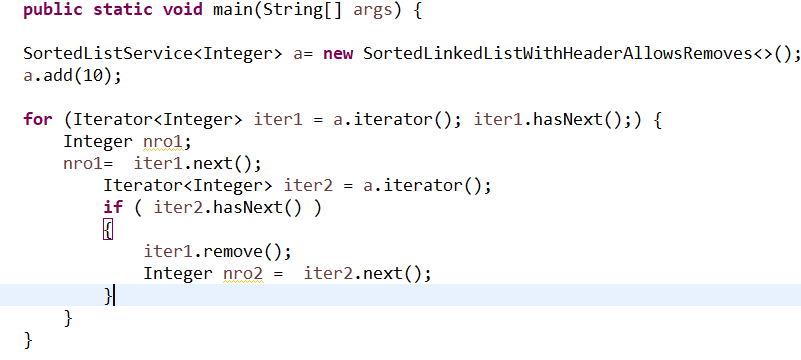 public static void main(String[] args) {
SortedListService<Integer> a= new SortedLinkedListWithHeaderAllowsRemoves<>();
a.add(10);
for (Iterator<Integer> iter1 = a.iterator(); iter1.hasNext();) {
Integer nro1;
nro1=  iter1.next();
Iterator<Integer> iter2 = a.iterator();
if ( iter2.hasNext() )
{
iter1.remove();
Integer nro2 =  iter2.next();
}
}
}